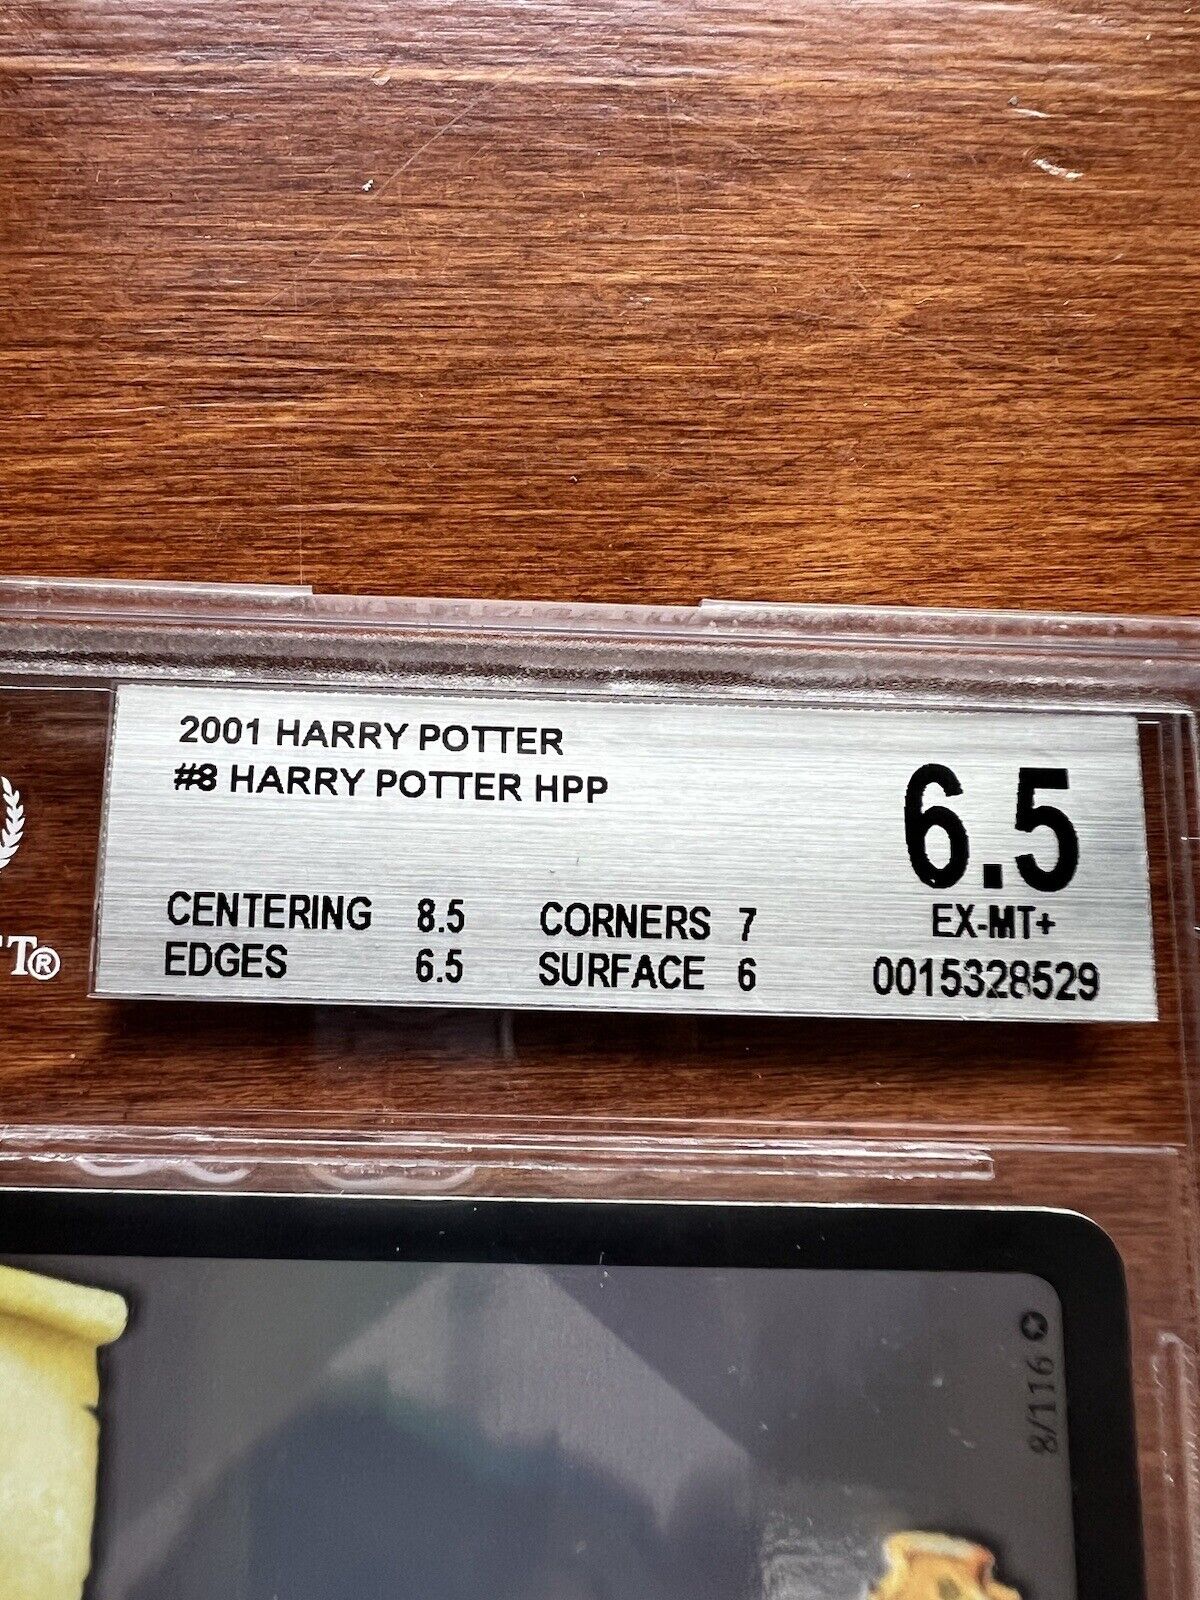 2001 HARRY POTTER
#8 HARRY POTTER HPP
6.5
CENTERING 8.5 CORNERS 7
EX-MT+
EDGES 6.5 SURFACE 6
0015328529
T®
8/116